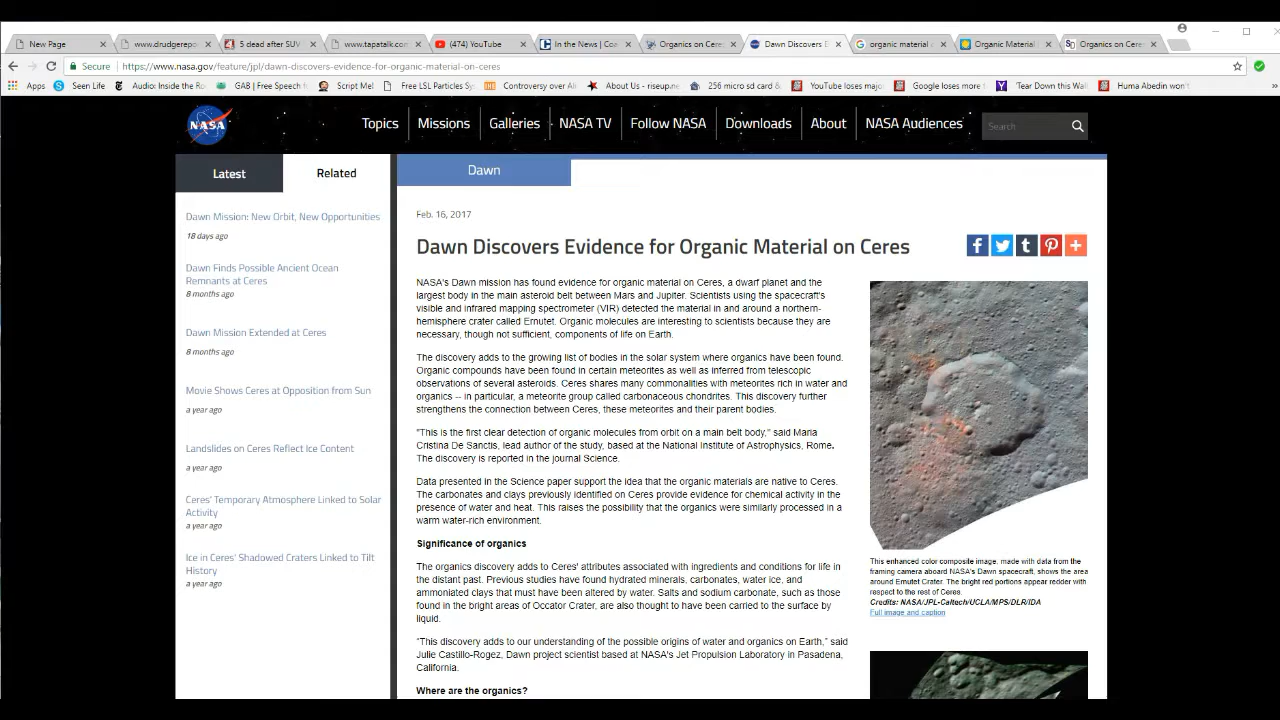 New Page
www.drudgerepo
5 dead after SUV
www.tapatalk.com
(474) YouTube
In the News | Coa
Organics on Cere
Dawn Discovers E
organic material o
Organic Material
Organics on Cere
Secure
https://www.nasa.gov/feature/jpl/dawn-discovers-evidence-for-organic-material-on-ceres
Apps
Seen Life
Audio: Inside the Ro
GAB | Free Speech f
Script Me!
Free LSL Particles Sy
Controversy over Al
About Us - riseup.ne
256 micro sd card &
YouTube loses major
Google loses more
'Tear Down this Wall
Huma Abedin won't
NASA
Topics
Missions
Galleries
NASA TV
Follow NASA
Downloads
About
NASA Audiences
Search
Latest
Related
Dawn Mission: New Orbit, New Opportunities
18 days ago
Dawn Finds Possible Ancient Ocean
Remnants at Ceres
8 months ago
Dawn Mission Extended at Ceres
8 months ago
Movie Shows Ceres at Opposition from Sun
a year ago
Landslides on Ceres Reflect Ice Content
a year ago
Ceres' Temporary Atmosphere Linked to Solar
Activity
a year ago
Ice in Ceres' Shadowed Craters Linked to Tilt
History
a year ago
Dawn
Feb. 16, 2017
Dawn Discovers Evidence for Organic Material on Ceres
NASA's Dawn mission has found evidence for organic material on Ceres, a dwarf planet and the
largest body in the main asteroid belt between Mars and Jupiter. Scientists using the spacecraft's
visible and infrared mapping spectrometer (VIR) detected the material in and around a northern-
hemisphere crater called Ernutet. Organic molecules are interesting to scientists because they are
necessary, though not sufficient, components of life on Earth.
The discovery adds to the growing list of bodies in the solar system where organics have been found.
Organic compounds have been found in certain meteorites as well as inferred from telescopic
observations of several asteroids. Ceres shares many commonalities with meteorites rich in water and
organics -- in particular, a meteorite group called carbonaceous chondrites. This discovery further
strengthens the connection between Ceres, these meteorites and their parent bodies.
"This is the first clear detection of organic molecules from orbit on a main belt body," said Maria
Cristina De Sanctis, lead author of the study, based at the National Institute of Astrophysics, Rome.
The discovery is reported in the journal Science.
Data presented in the Science paper support the idea that the organic materials are native to Ceres.
The carbonates and clays previously identified on Ceres provide evidence for chemical activity in the
presence of water and heat. This raises the possibility that the organics were similarly processed in a
warm water-rich environment.
Significance of organics
The organics discovery adds to Ceres' attributes associated with ingredients and conditions for life in
the distant past. Previous studies have found hydrated minerals, carbonates, water ice, and
ammoniated clays that must have been altered by water. Salts and sodium carbonate, such as those
found in the bright areas of Occator Crater, are also thought to have been carried to the surface by
liquid.
"This discovery adds to our understanding of the possible origins of water and organics on Earth," said
Julie Castillo-Rogez, Dawn project scientist based at NASA's Jet Propulsion Laboratory in Pasadena,
California.
Where are the organics?
This enhanced color composite image, made with data from the
framing camera aboard NASA's Dawn spacecraft, shows the area
around Ernutet Crater. The bright red portions appear redder with
respect to the rest of Ceres.
Credits: NASA/JPL-Caltech/UCLA/MPS/DLR/IDA
Full image and caption